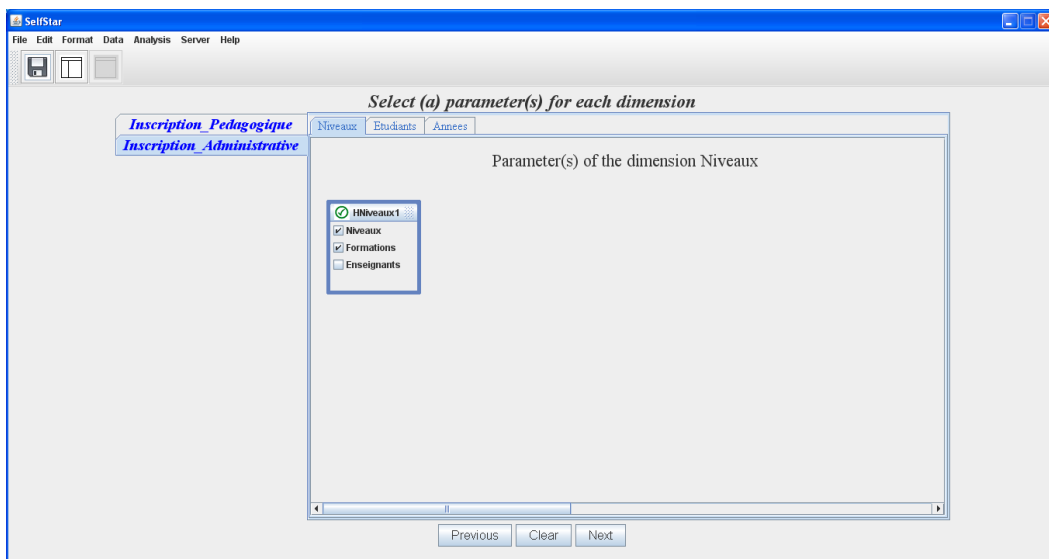 SelfStar
File Edit Format Data Analysis Server Help
Select (a) parameter(s) for each dimension
Inscription_Pedagogique
Inscription_Administrative
Niveaux Etudiants Annees
Parameter(s) of the dimension Niveaux
HNiveaux1
Niveaux
Formations
Enseignants
Previous Clear Next